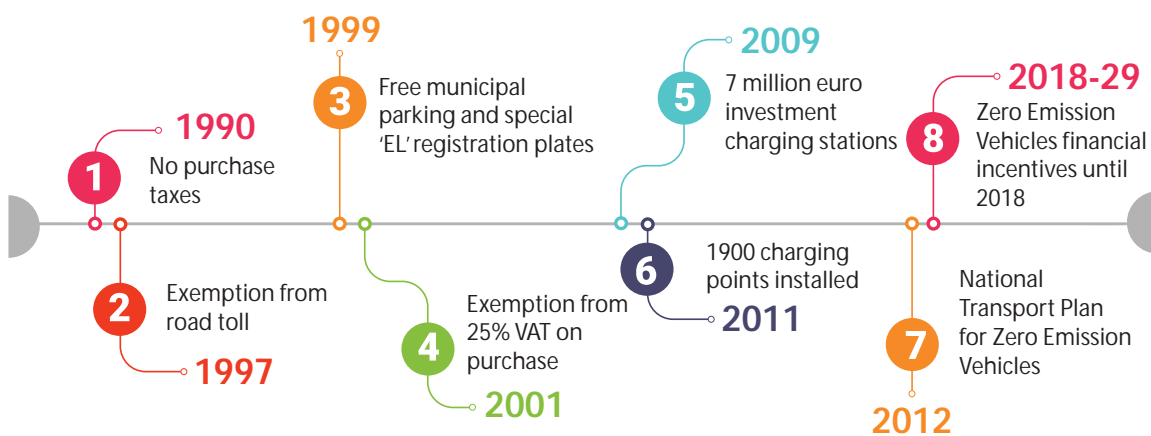 1
1990
No purchase
taxes
2
Exemption from
road toll
1997
1999
3
Free municipal
parking and special
‘EL’ registration plates
4
Exemption from
25% VAT on
purchase
2001
2009
5
7 million euro
investment
charging stations
6
1900 charging
points installed
2011
7
National
Transport Plan
for Zero Emission
Vehicles
2012
2018-29
8
Zero Emission
Vehicles financial
incentives until
2018